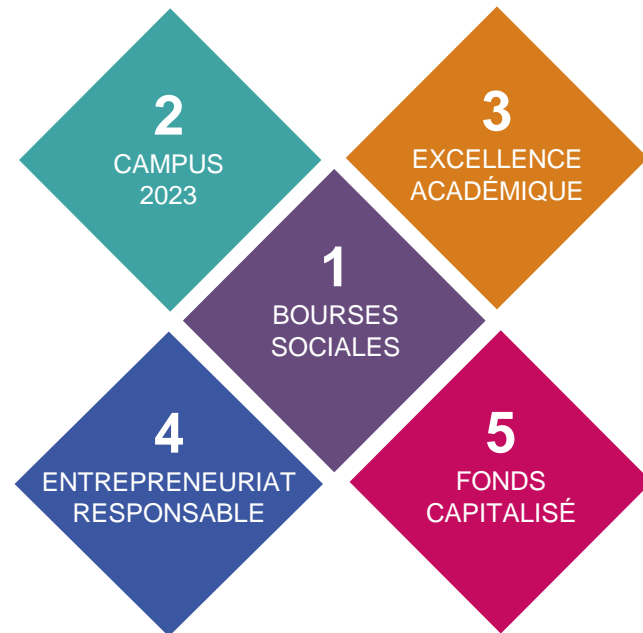 2
CAMPUS
2023
3
EXCELLENCE
ACADÉMIQUE
1
BOURSES
SOCIALES
4
ENTREPRENEURIAT
RESPONSABLE
5
FONDS
CAPITALISÉ